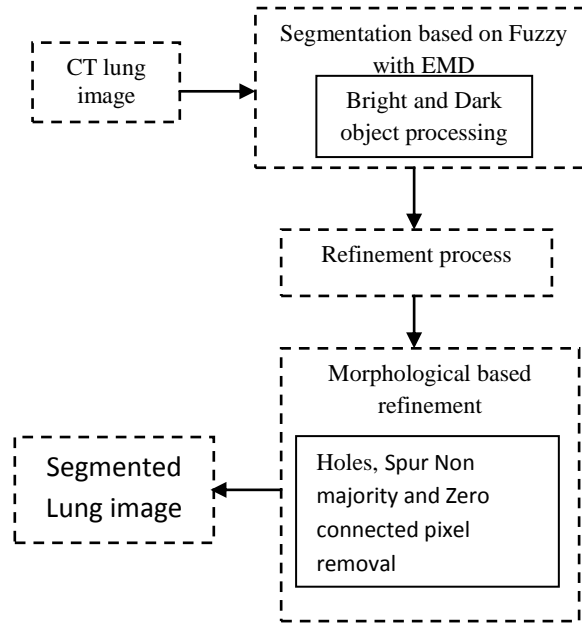 CT lung
image
Segmentation based on Fuzzy
with EMD
Bright and Dark
object processing
Refinement process
Morphological based
refinement
Holes, Spur Non
majority and Zero
connected pixel
removal
Segmented
Lung image